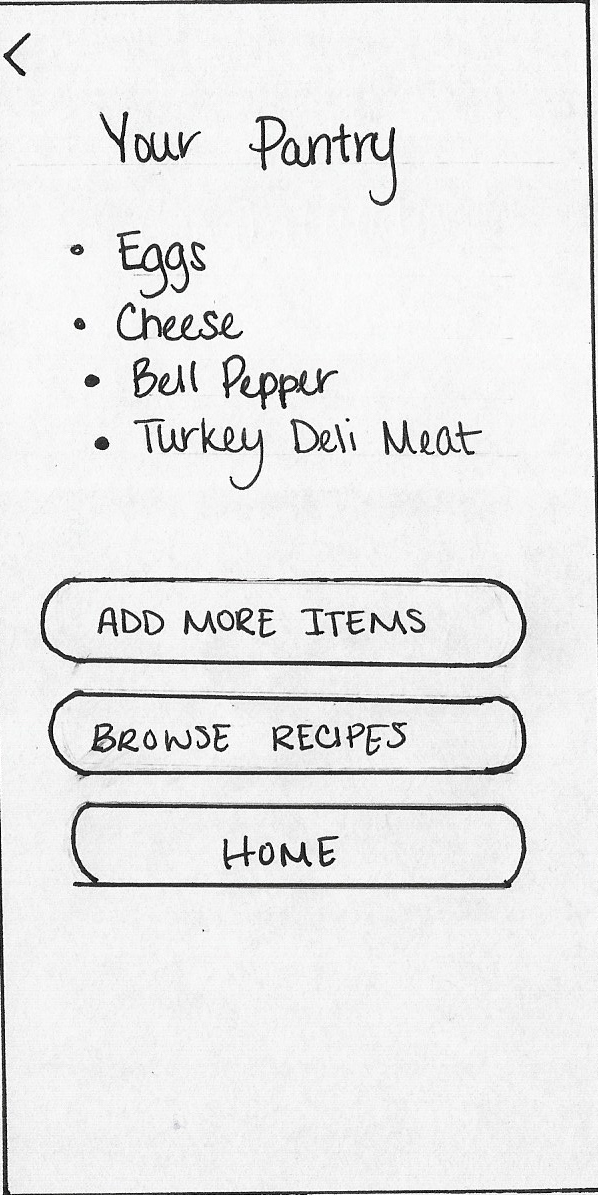 <
Your Pantry
• Eggs
• Cheese
• Bell Pepper
• Turkey Deli Meat
ADD MORE ITEMS
BROWSE RECIPES
HOME